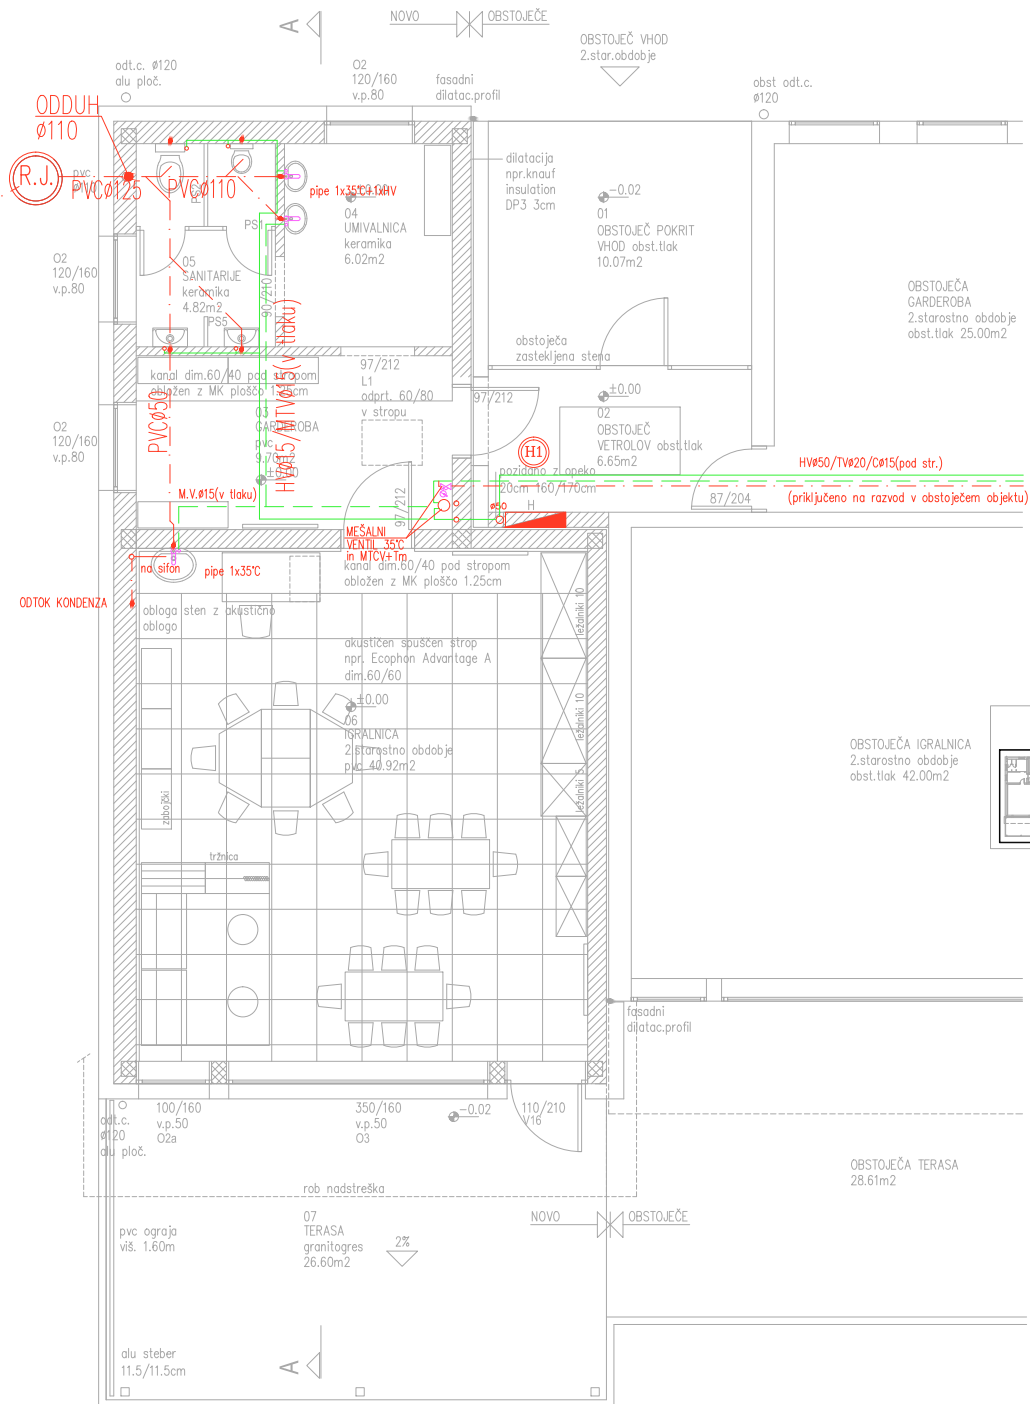 A
NOVO
OBSTOJEČE
OBSTOJEČ VHOD
2.star.obdobje
odt.c. ø120
alu ploč.
O2
120/160
v.p.80
fasadni
dilatac.profil
obst odt.c.
ø120
ODDUH
ø110
R.J.
pvc
PVCø125
PVCø110
pipe 1x35°C+1xHV
dilatacija
npr.knauf
insulation
DP3 3cm
04
UMIVALNICA
keramika
6.02m2
PS1
-0.02
01
OBSTOJEČ POKRIT
VHOD obst.tlak
10.07m2
O2
120/160
v.p.80
05
SANITARIJE
keramika
4.82m2
PS5
90/210
HVø15/MTVø15(v tlaku)
OBSTOJEČA
GARDEROBA
2.starostno obdobje
obst.tlak 25.00m2
obstoječa
zastekljena stena
kanal dim.60/40 pod stropom
obložen z MK ploščo 1.25cm
97/212
L1
odprt. 60/80
v stropu
97/212
±0.00
02
OBSTOJEČ
VETROLOV obst.tlak
6.65m2
PVCø50
03
GARDEROBA
pvc
±0.00
O2
120/160
v.p.80
H1
pozidano z opeko
20cm 160/170cm
H
ø50
HVø50/TVø20/Cø15(pod str.)
(priključeno na razvod v obstoječem objektu)
87/204
M.V.ø15(v tlaku)
97/212
MEŠALNI
VENTIL 35°C
in MTČV+Tm
kanal dim.60/40 pod stropom
obložen z MK ploščo 1.25cm
na sifon
pipe 1x35°C
ODTOK KONDENZA
obloga sten z akustično
oblogo
akustičen spuščen strop
npr. Ecophon Advantage A
dim.60/60
±0.00
06
IGRALNICA
2.starostno obdobje
pvc 40.92m2
ležalniki 10
ležalniki 10
ležalniki 5
zabojčki
tržnica
OBSTOJEČA IGRALNICA
2.starostno obdobje
obst.tlak 42.00m2
fasadni
dilatac.profil
odt.c.
ø120
alu ploč.
100/160
v.p.50
O2a
350/160
v.p.50
O3
-0.02
110/210
V16
OBSTOJEČA TERASA
28.61m2
rob nadstreška
NOVO
OBSTOJEČE
pvc ograja
viš. 1.60m
07
TERASA
granitogres
26.60m2
2%
alu steber
11.5/11.5cm
A